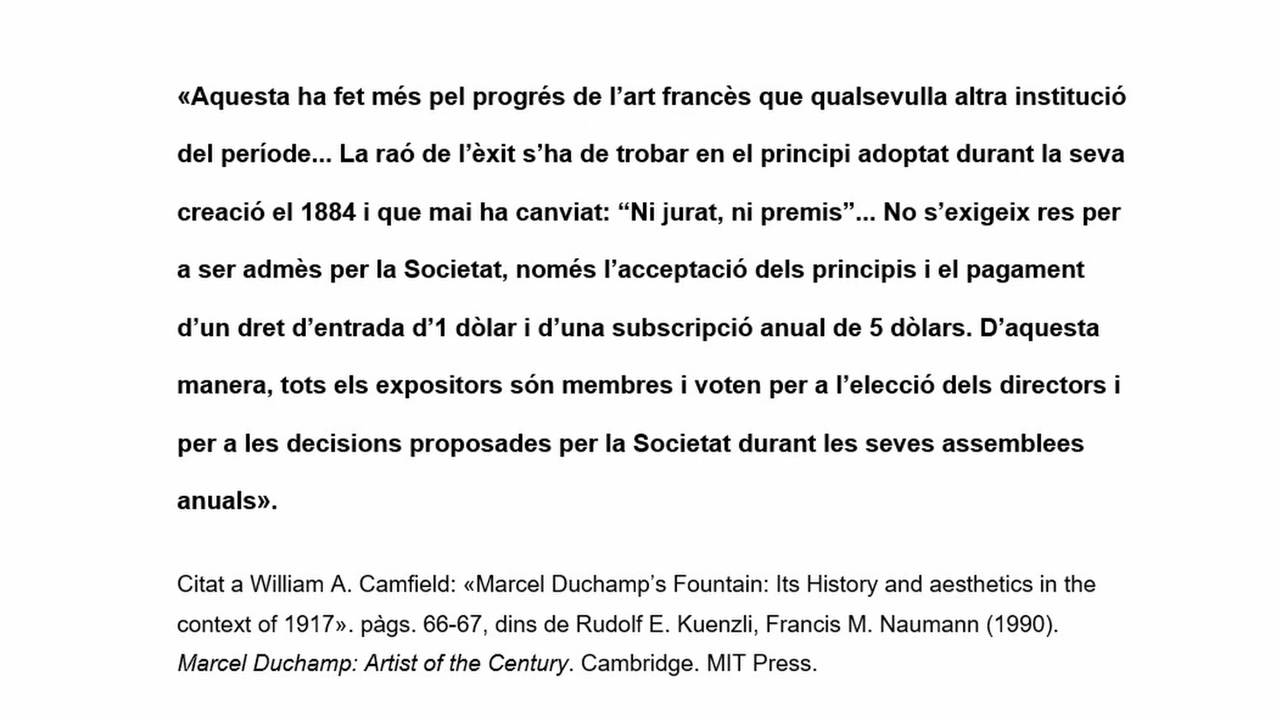 «Aquesta ha fet més pel progrés de l’art francès que qualsevulla altra institució
del període... La raó de l’èxit s’ha de trobar en el principi adoptat durant la seva
creació el 1884 i que mai ha canviat: “Ni jurat, ni premis”... No s’exigeix res per
a ser admès per la Societat, només l’acceptació dels principis i el pagament
d’un dret d’entrada d’1 dòlar i d’una subscripció anual de 5 dòlars. D’aquesta
manera, tots els expositors són membres i voten per a l’elecció dels directors i
per a les decisions proposades per la Societat durant les seves assemblees
anuals».
Citat a William A. Camfield: «Marcel Duchamp’s Fountain: Its History and aesthetics in the
context of 1917». pàgs. 66-67, dins de Rudolf E. Kuenzli, Francis M. Naumann (1990).
Marcel Duchamp: Artist of the Century. Cambridge. MIT Press.